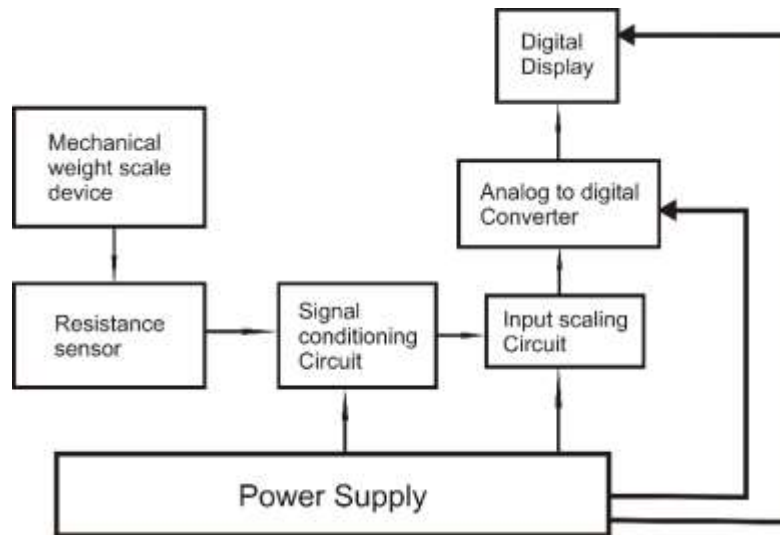 Digital
Display
Mechanical
weight scale
device
Analog to digital
Converter
Resistance
sensor
Signal
conditioning
Circuit
Input scaling
Circuit
Power Supply